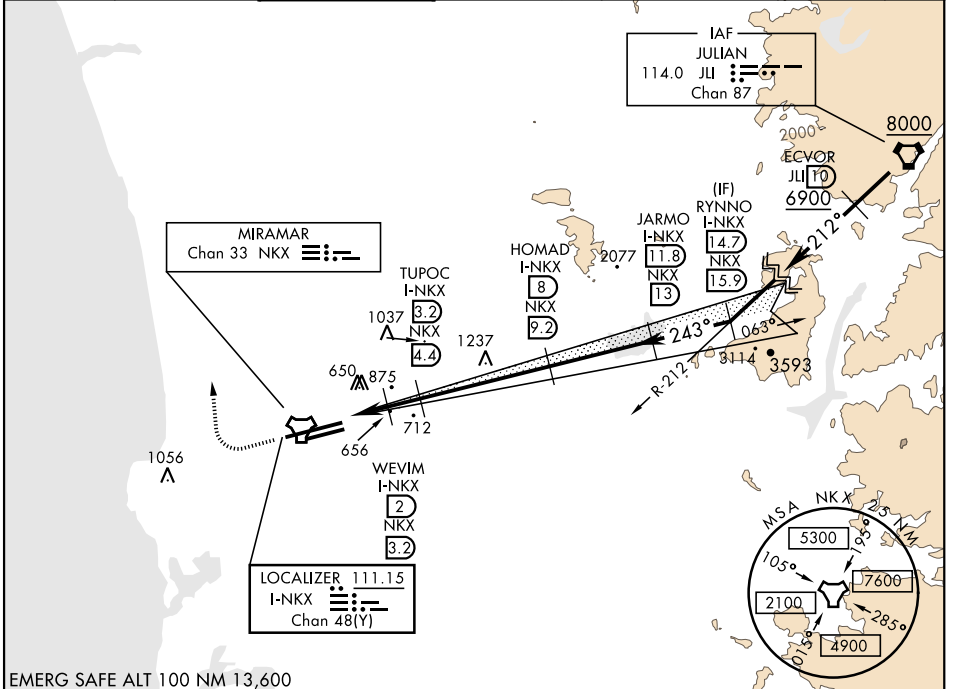 IAF
JULIAN
114.0 JLI
Chan 87
8000
2000
ECVOR
JLI 10
6900
212°
(IF)
RYNNO
I-NKX
14.7
NKX
15.9
JARMO
I-NKX
11.8
NKX
13
2077
HOMAD
I-NKX
8
NKX
9.2
MIRAMAR
Chan 33 NKX
TUPOC
I-NKX
3.2
NKX
4.4
1037
1237
243°
063°
3114
3593
R-212
650
875
712
656
1056
WEVIM
I-NKX
2
NKX
3.2
LOCALIZER 111.15
I-NKX
Chan 48(Y)
MSA NKX 25 NM
5300
195°
105°
7600
2100
285°
015°
4900
EMERG SAFE ALT 100 NM 13,600